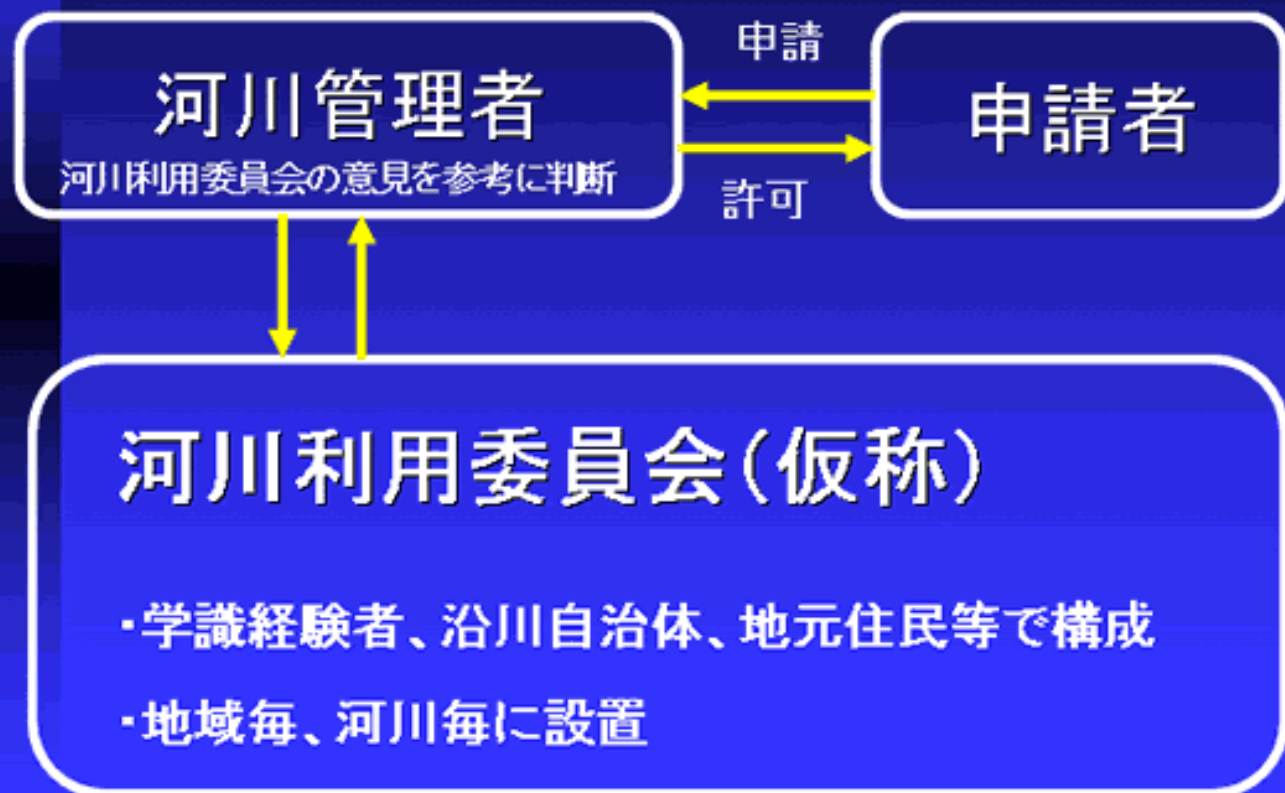 申請
河川管理者
申請者
河川利用委員会の意見を参考に判断
許可
河川利用委員会(仮称)
・学識経験者、沿川自治体、地元住民等で構成
・地域毎、河川毎に設置